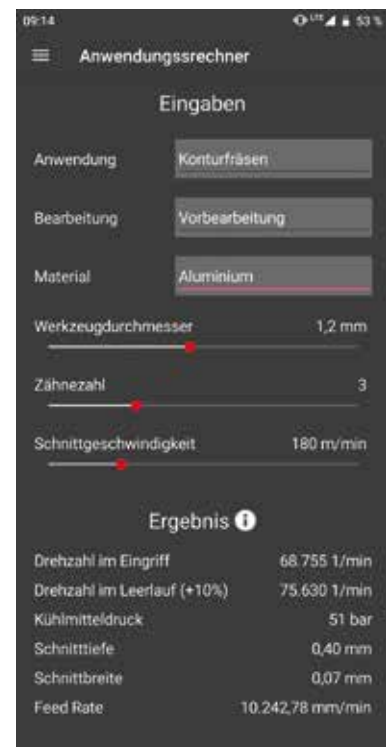 09:14
LTE 53 %
Anwendungssrechner
Eingaben
Anwendung Konturfräsen
Bearbeitung Vorbearbeitung
Material Aluminium
Werkzeugdurchmesser 1,2 mm
Zähnezahl 3
Schnittgeschwindigkeit 180 m/min
Ergebnis i
Drehzahl im Eingriff 68.755 1/min
Drehzahl im Leerlauf (+10%) 75.630 1/min
Kühlmitteldruck 51 bar
Schnitttiefe 0,40 mm
Schnittbreite 0,07 mm
Feed Rate 10.242,78 mm/min